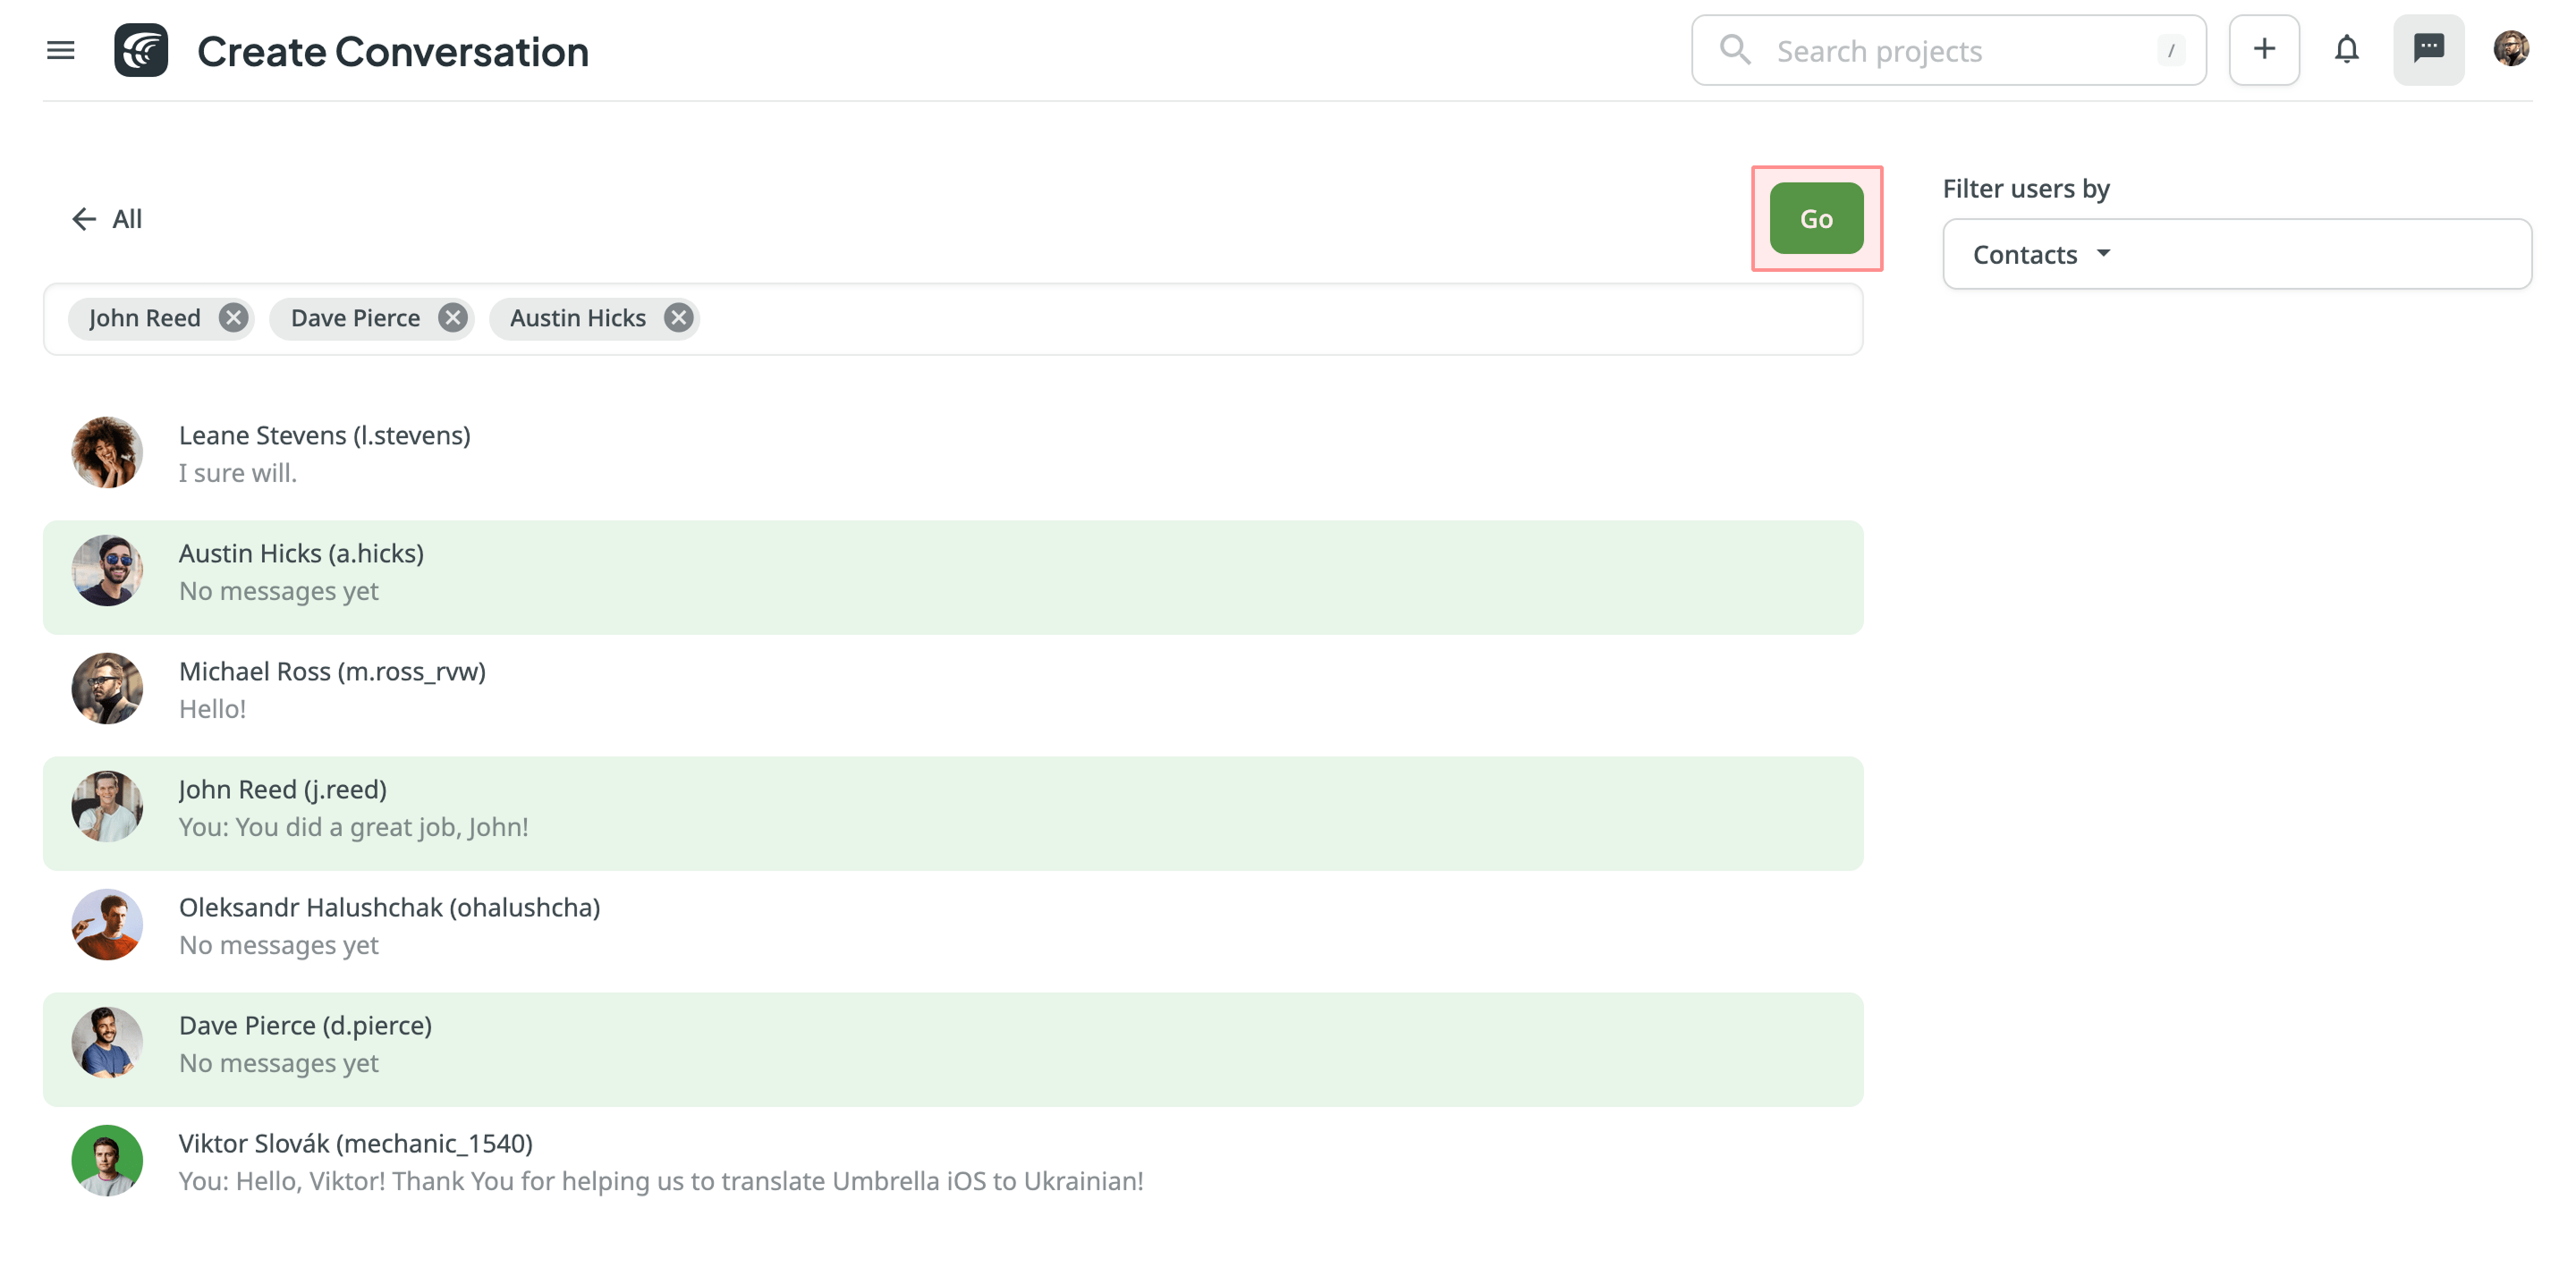 Create Conversation
Search projects /
All
Go
Filter users by
Contacts
John Reed Dave Pierce Austin Hicks
Leane Stevens (l.stevens)
I sure will.
Austin Hicks (a.hicks)
No messages yet
Michael Ross (m.ross_rvw)
Hello!
John Reed (j.reed)
You: You did a great job, John!
Oleksandr Halushchak (ohalushcha)
No messages yet
Dave Pierce (d.pierce)
No messages yet
Viktor Slovák (mechanic_1540)
You: Hello, Viktor! Thank You for helping us to translate Umbrella iOS to Ukrainian!